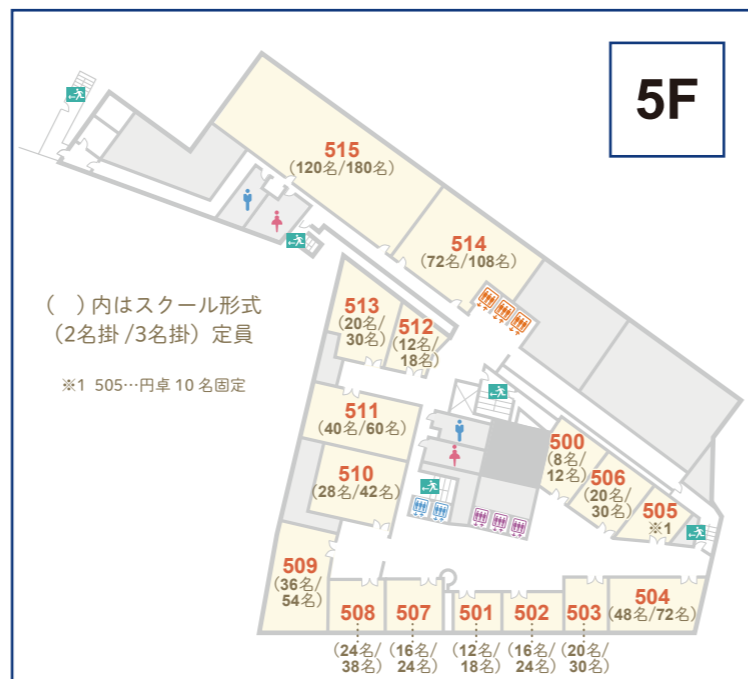 5F
515
(120名/180名)
514
(72名/108名)
( )内はスクール形式
(2名掛/3名掛)定員
※1 505…円卓10名固定
513
(20名/
30名)
512
(12名/
18名)
511
(40名/60名)
510
(28名/42名)
500
(8名/
12名)
506
(20名/
30名)
505
※1
509
(36名/
54名)
508
(24名/
38名)
507
(16名/
24名)
501
(12名/
18名)
502
(16名/
24名)
503
(20名/
30名)
504
(48名/72名)